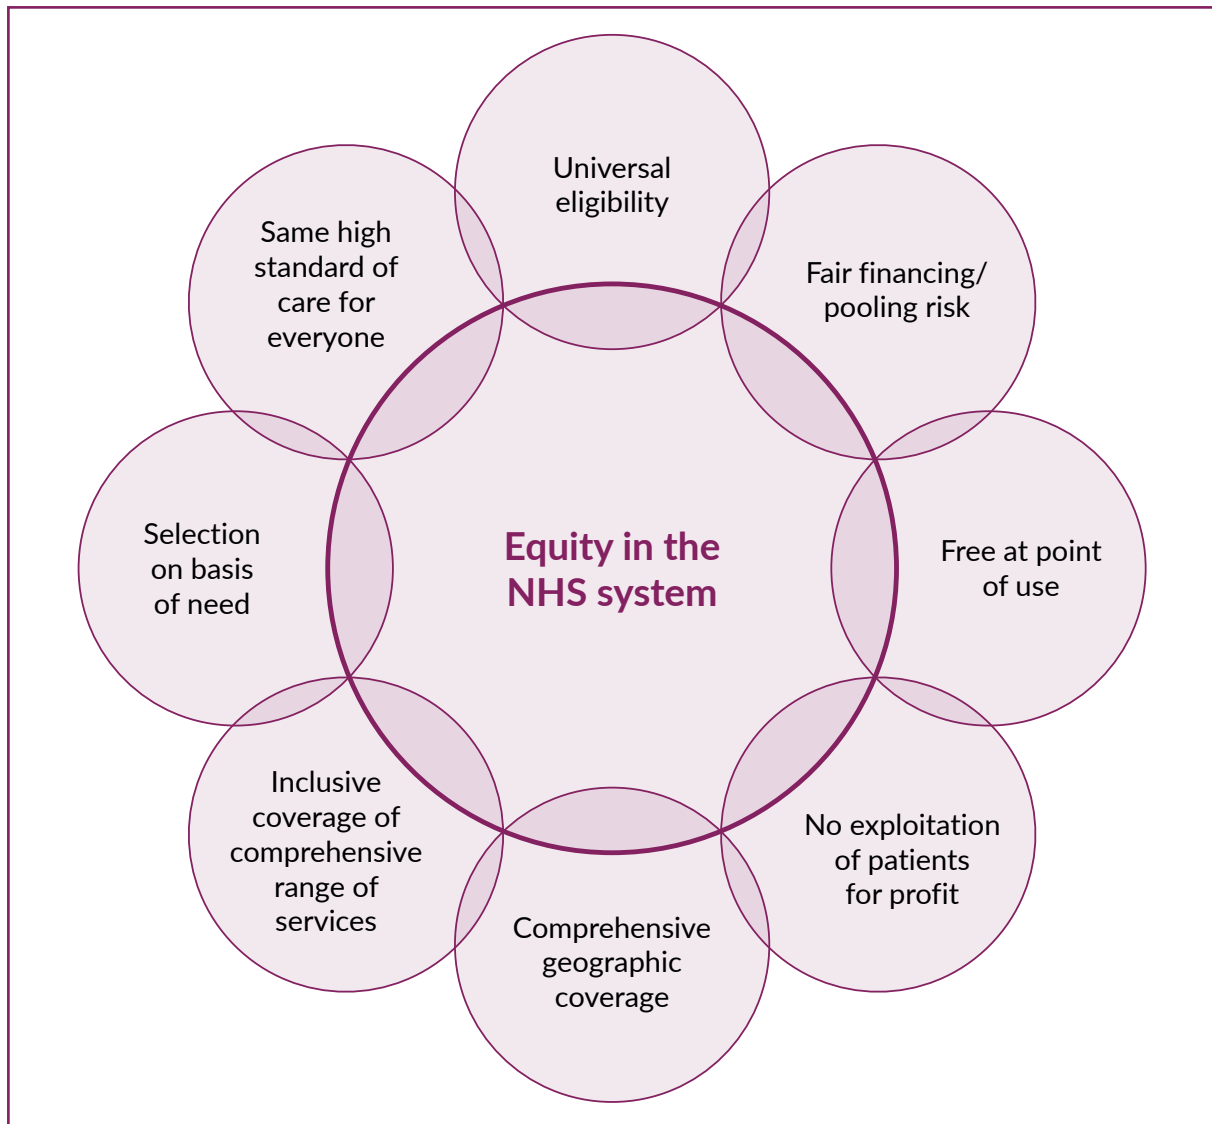 Universal
eligibility
Fair financing/
pooling risk
Free at point
of use
No exploitation
of patients
for profit
Comprehensive
geographic
coverage
Inclusive
coverage of
comprehensive
range of
services
Selection
on basis
of need
Same high
standard of
care for
everyone
Equity in the
NHS system